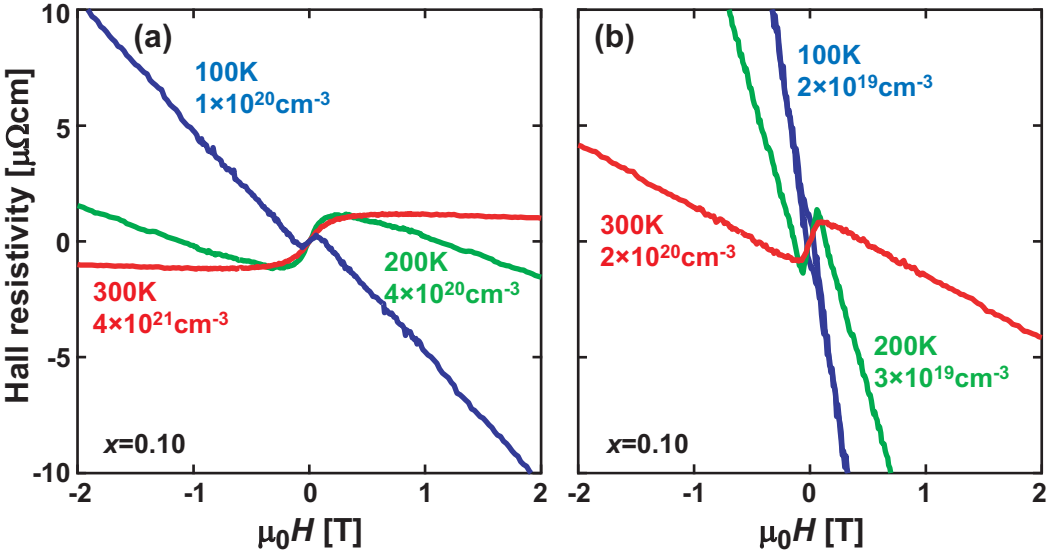 Hall resistivity [μΩcm]
10
5
0
-5
-10
(a)
100K
1×10²⁰cm⁻³
200K
4×10²⁰cm⁻³
300K
4×10²¹cm⁻³
x=0.10
-2 -1 0 1 2
μ₀H [T]
(b)
100K
2×10¹⁹cm⁻³
300K
2×10²⁰cm⁻³
200K
3×10¹⁹cm⁻³
x=0.10
-2 -1 0 1 2
μ₀H [T]